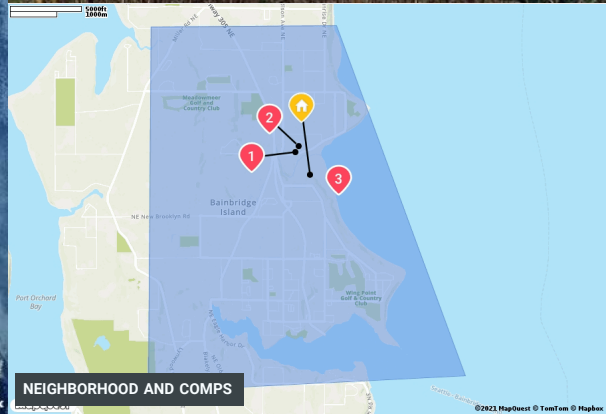 5000ft
1000m
Meadowmeer
Golf and
Country Club
2
1
3
Bainbridge
Island
NE New Brooklyn Rd
Port Orchard
Bay
Wing Point
Golf & Country
Club
NEIGHBORHOOD AND COMPS
©2021 MapQuest © TomTom © Mapbox